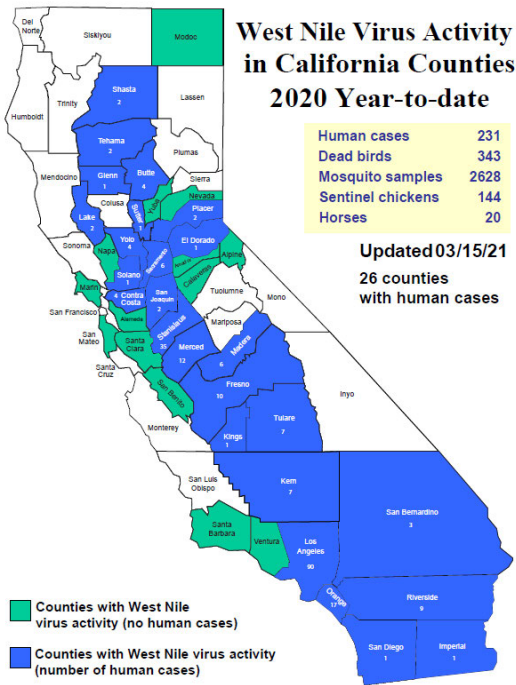 West Nile Virus Activity
in California Counties
2020 Year-to-date
Human cases 231
Dead birds 343
Mosquito samples 2628
Sentinel chickens 144
Horses 20
Updated 03/15/21
26 counties
with human cases
Del
Norte
Siskiyou
Modoc
Humboldt
Trinity
Shasta
2
Lassen
Tehama
2
Plumas
Mendocino
Glenn
1
Butte
4
Sierra
Colusa
Sutter
Yuba
Nevada
Placer
2
Lake
2
Sonoma
Napa
Yolo
4
Sacramento
6
El Dorado
1
Alpine
Amador
Calaveras
Solano
1
Marin
4 Contra
Costa
San
Joaquin
2
Tuolumne
Mono
San Francisco
Alameda
Stanislaus
35
Mariposa
San
Mateo
Santa
Clara
Merced
12
Madera
6
Santa
Cruz
San Benito
Fresno
10
Inyo
Monterey
Tulare
7
Kings
1
San Luis
Obispo
Kern
7
San Bernardino
3
Santa
Barbara
Ventura
Los
Angeles
90
Orange
17
Riverside
9
San Diego
1
Imperial
1
Counties with West Nile
virus activity (no human cases)
Counties with West Nile virus activity
(number of human cases)